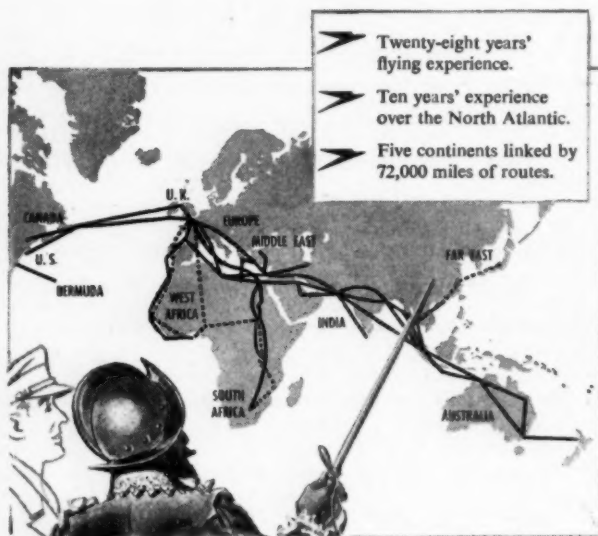 Twenty-eight years'
flying experience.
Ten years' experience
over the North Atlantic.
Five continents linked by
72,000 miles of routes.
U. K.
CANADA
EUROPE
MIDDLE EAST
FAR EAST
U. S.
BERMUDA
WEST
AFRICA
INDIA
SOUTH
AFRICA
AUSTRALIA